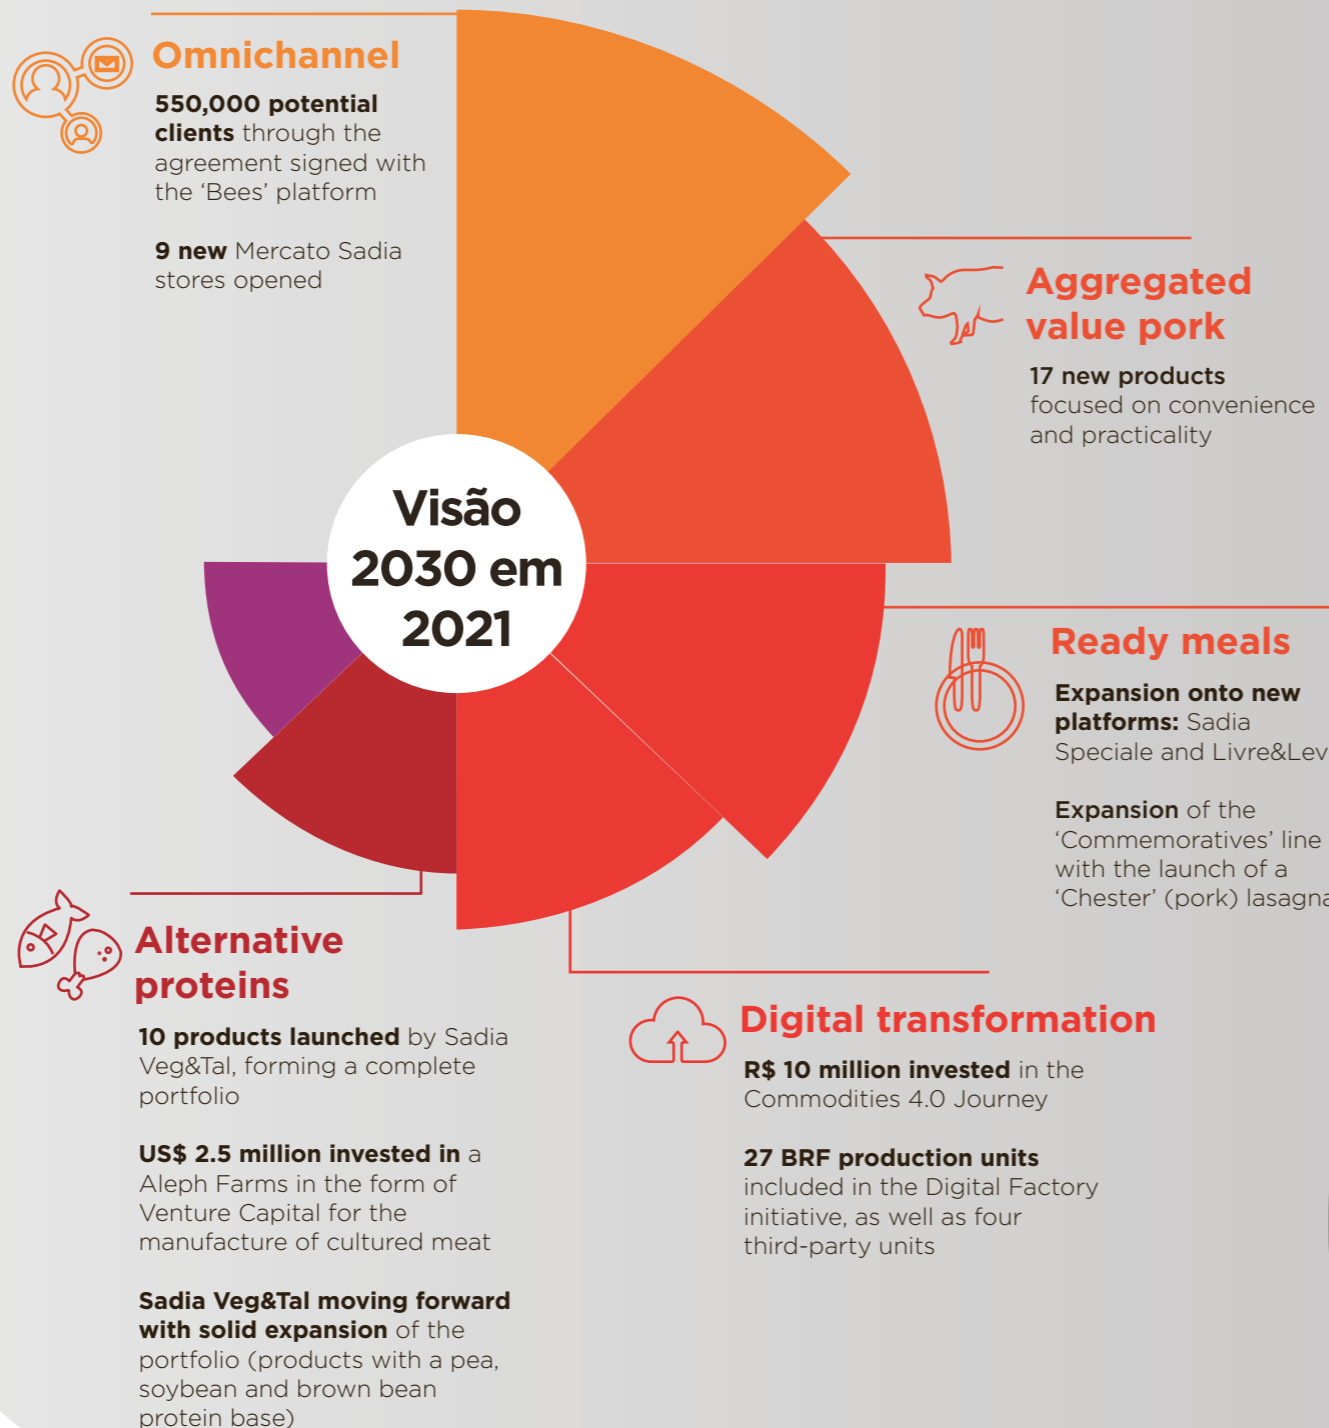 Omnichannel
550,000 potential
clients through the
agreement signed with
the ‘Bees’ platform
9 new Mercato Sadia
stores opened
Aggregated
value pork
17 new products
focused on convenience
and practicality
Visão
2030 em
2021
Ready meals
Expansion onto new
platforms: Sadia
Speciale and
Expansion of the
‘Commemoratives’ line
with the launch of a
‘Chester’ (pork)
Alternative
proteins
10 products launched by Sadia
Veg&Tal, forming a complete
portfolio
US$ 2.5 million invested in a
Aleph Farms in the form of
Venture Capital for the
manufacture of cultured meat
Sadia Veg&Tal moving forward
with solid expansion of the
portfolio (products with a pea,
soybean and brown bean
protein base)
Digital transformation
R$ 10 million invested in the
Commodities 4.0 Journey
27 BRF production units
included in the Digital Factory
initiative, as well as four
third-party units